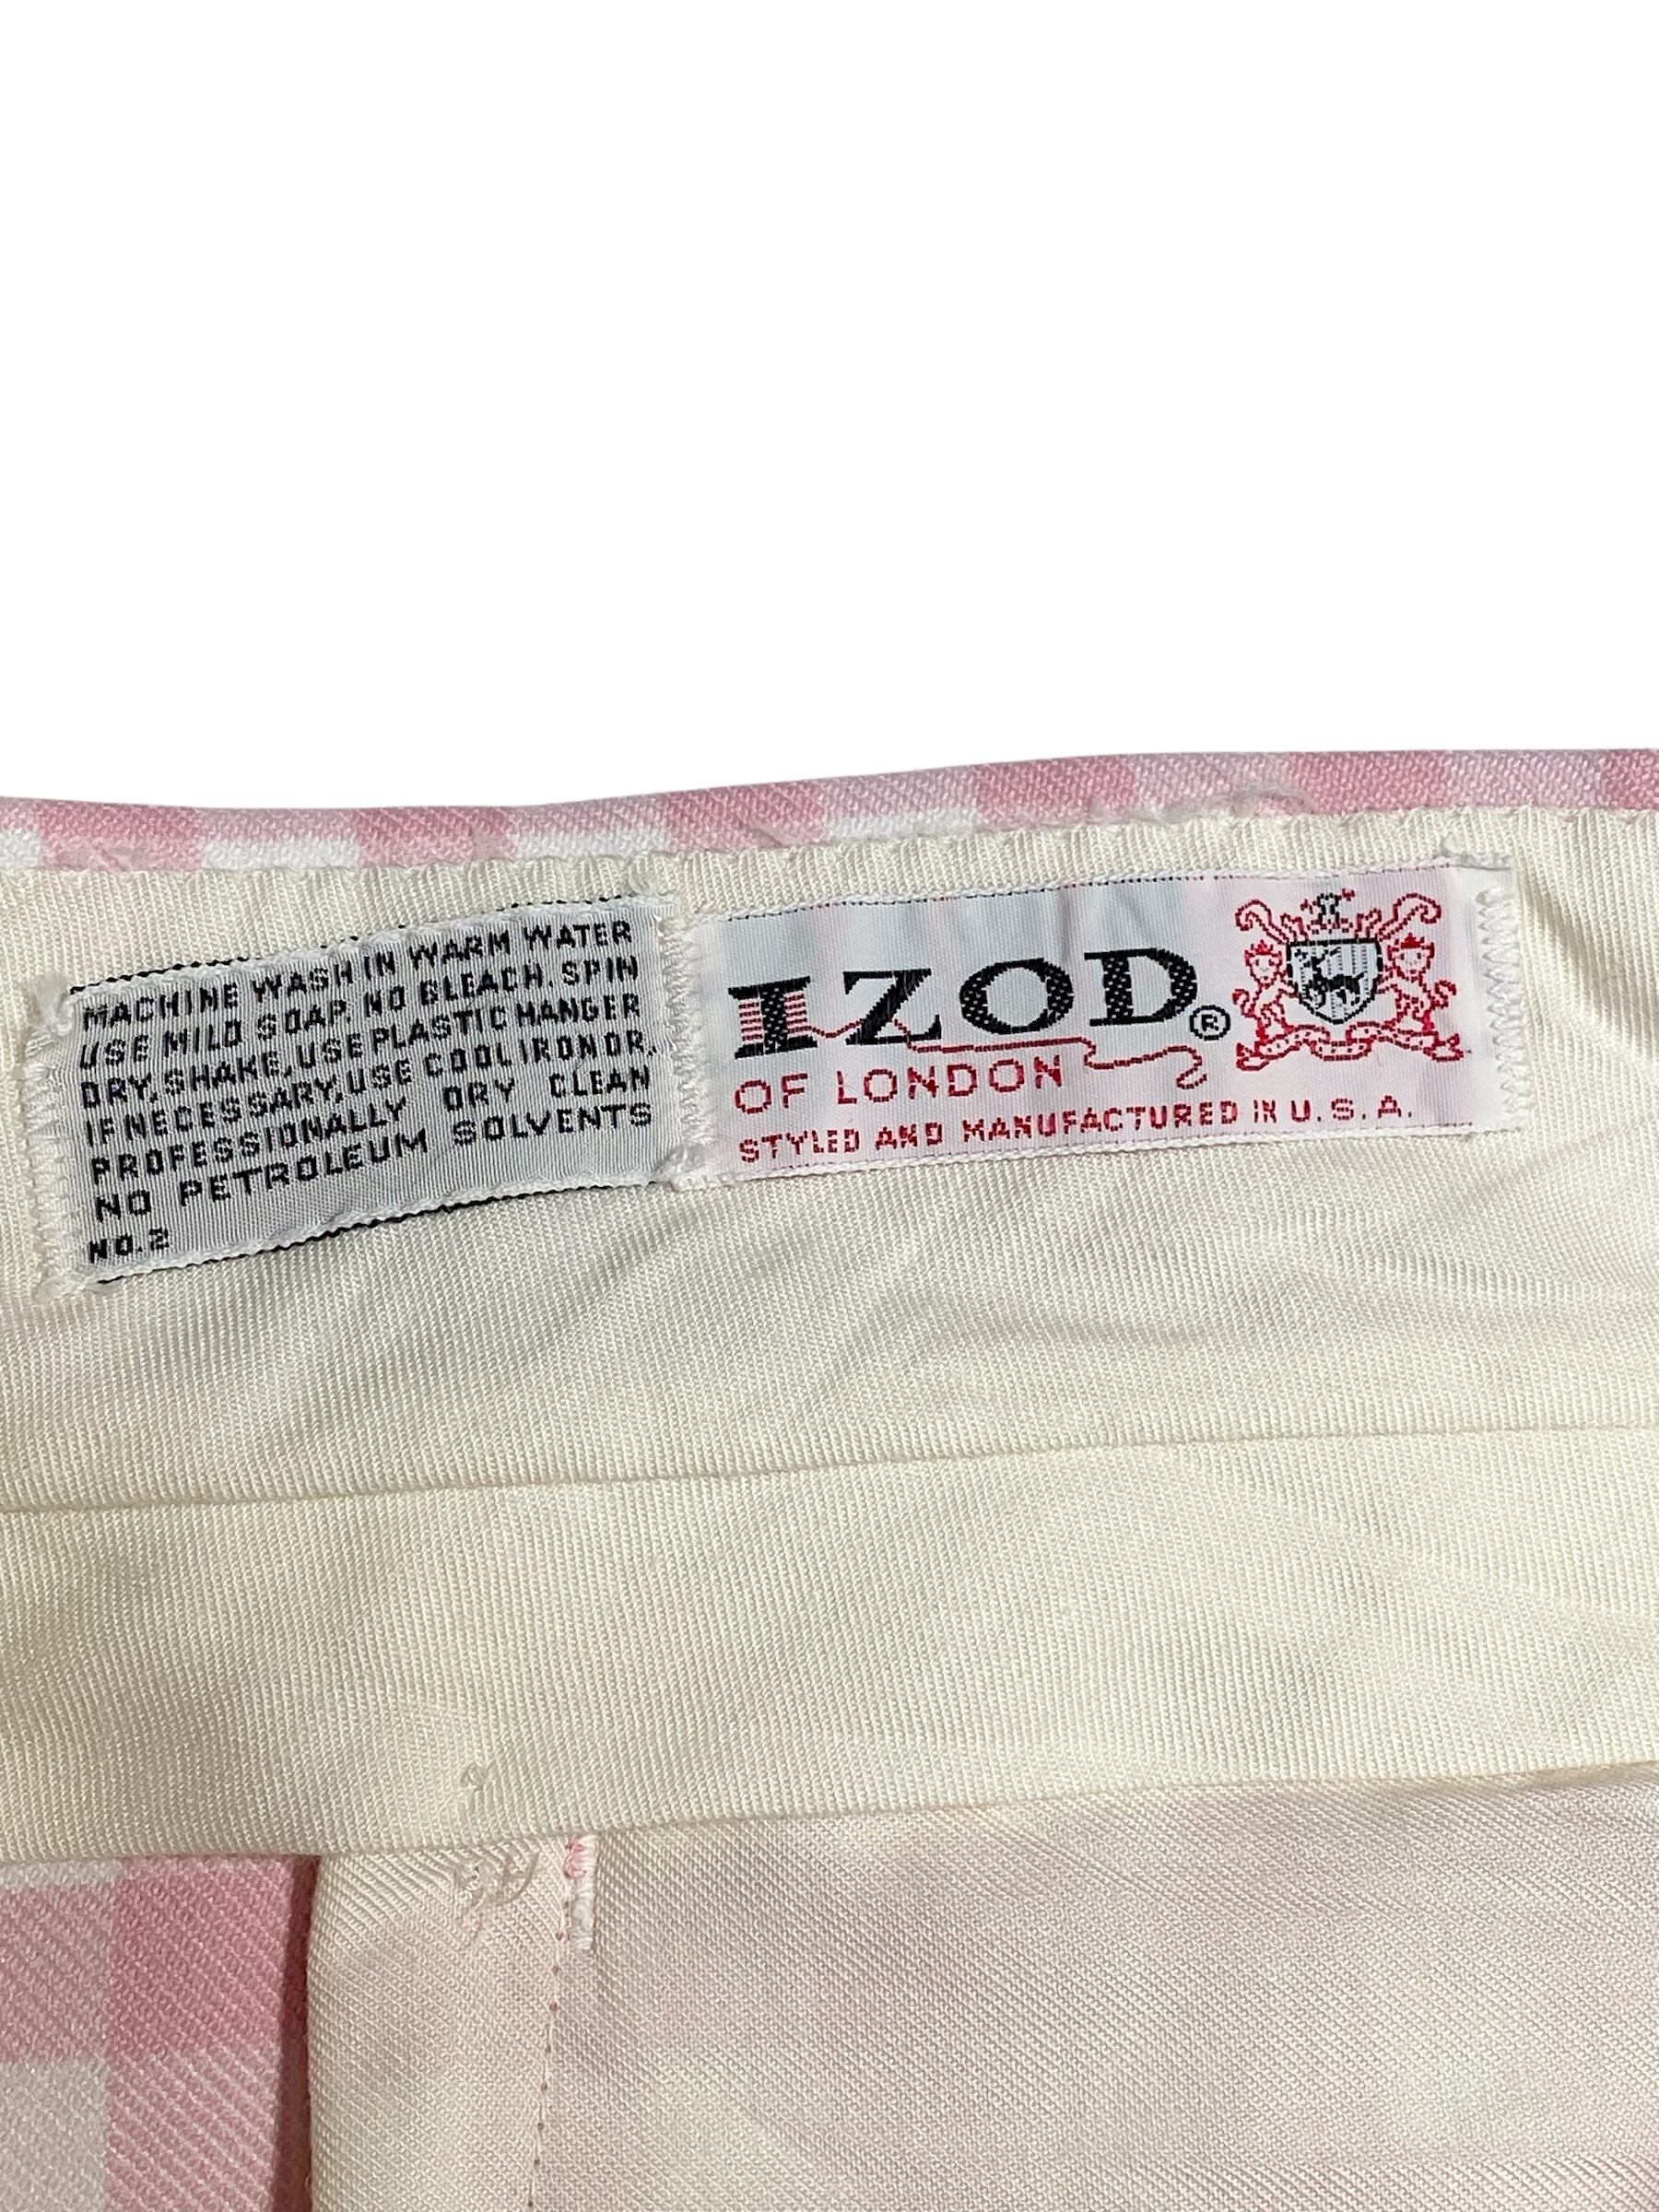 MACHINE WASH IN WARM WATER
USE MILD SOAP. NO BLEACH. SPIN
DRY, SHAKE, USE PLASTIC HANGER
IF NECESSARY, USE COOL IRON OR.
PROFESSIONALLY DRY CLEAN
NO PETROLEUM SOLVENTS
NO.2
IZOD®
OF LONDON
STYLED AND MANUFACTURED IN U.S.A.